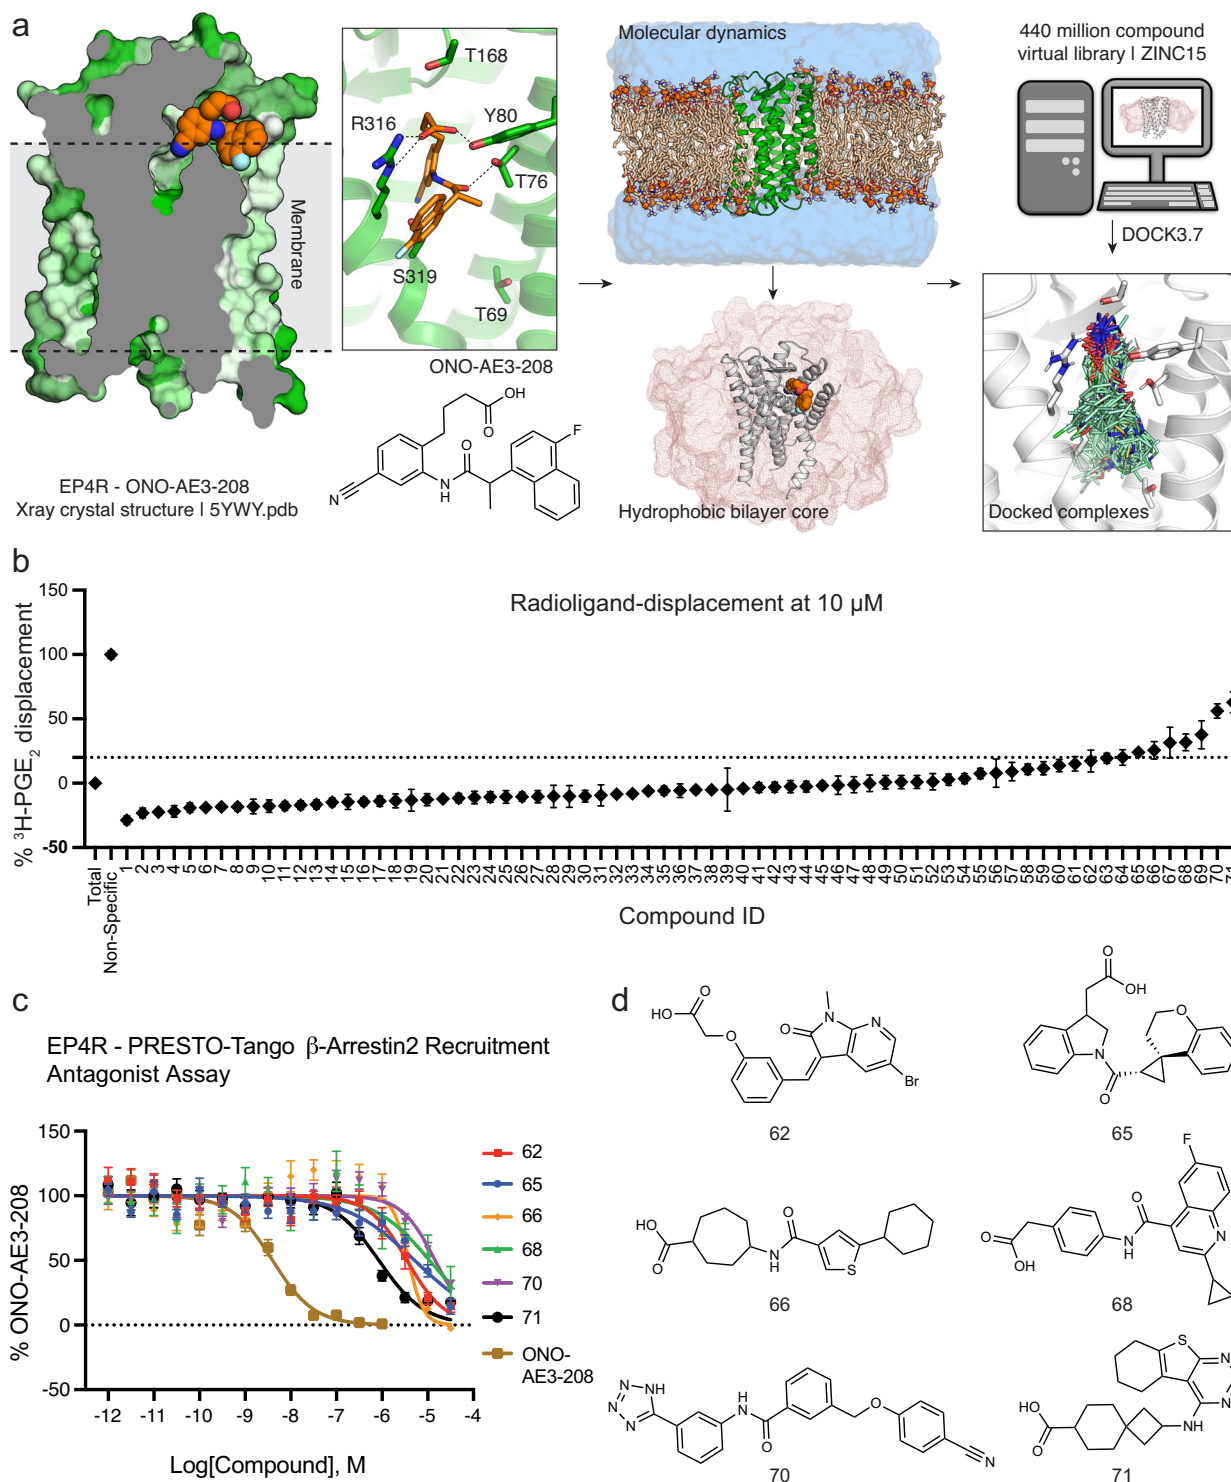 a
T168
R316
Y80
T76
S319
T69
Membrane
Molecular dynamics
440 million compound
virtual library | ZINC15
DOCK3.7
EP4R - ONO-AE3-208
Xray crystal structure | 5YWY.pdb
ONO-AE3-208
OH
O
F
O
N
NH
Hydrophobic bilayer core
Docked complexes
b
Radioligand-displacement at 10 µM
% ³H-PGE₂ displacement
150
100
50
0
-50
Total
Non-Specific
1 2 3 4 5 6 7 8 9 10 11 12 13 14 15 16 17 18 19 20 21 22 23 24 25 26 27 28 29 30 31 32 33 34 35 36 37 38 39 40 41 42 43 44 45 46 47 48 49 50 51 52 53 54 55 56 57 58 59 60 61 62 63 64 65 66 67 68 69 70 71
Compound ID
c
EP4R - PRESTO-Tango β-Arrestin2 Recruitment
Antagonist Assay
% ONO-AE3-208
150
100
50
0
-50
-12 -11 -10 -9 -8 -7 -6 -5 -4
Log[Compound], M
62
65
66
68
70
71
ONO-
AE3-208
d
O
HO
O
O
N
N
Br
62
O
OH
N
O
O
65
O
HO
NH
O
S
66
F
O
N
NH
O
OH
68
N
N
N
NH
NH
O
O
N
70
S
N
N
NH
O
HO
71